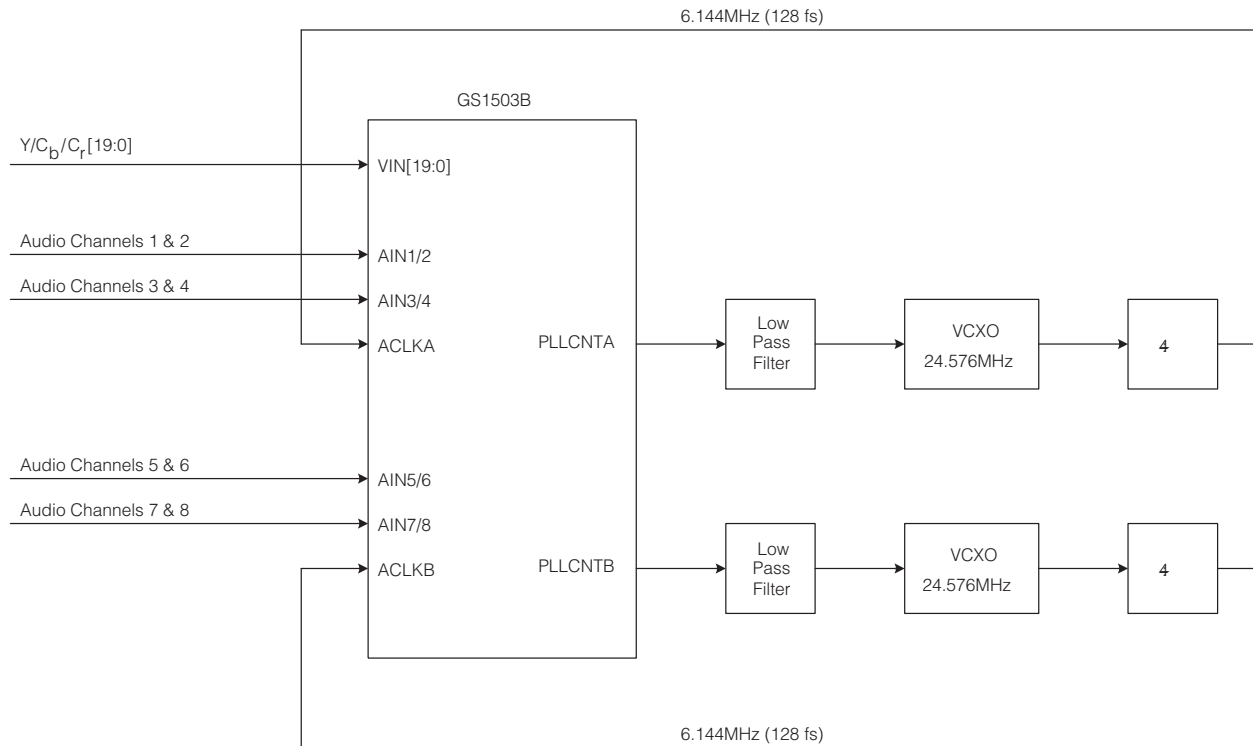 6.144MHz (128 fs)
GS1503B
Y/Cb/Cr[19:0]
VIN[19:0]
Audio Channels 1 & 2
AIN1/2
Audio Channels 3 & 4
AIN3/4
ACLKA
PLLCNTA
Low
Pass
Filter
VCXO
24.576MHz
4
Audio Channels 5 & 6
AIN5/6
Audio Channels 7 & 8
AIN7/8
ACLKB
PLLCNTB
Low
Pass
Filter
VCXO
24.576MHz
4
6.144MHz (128 fs)